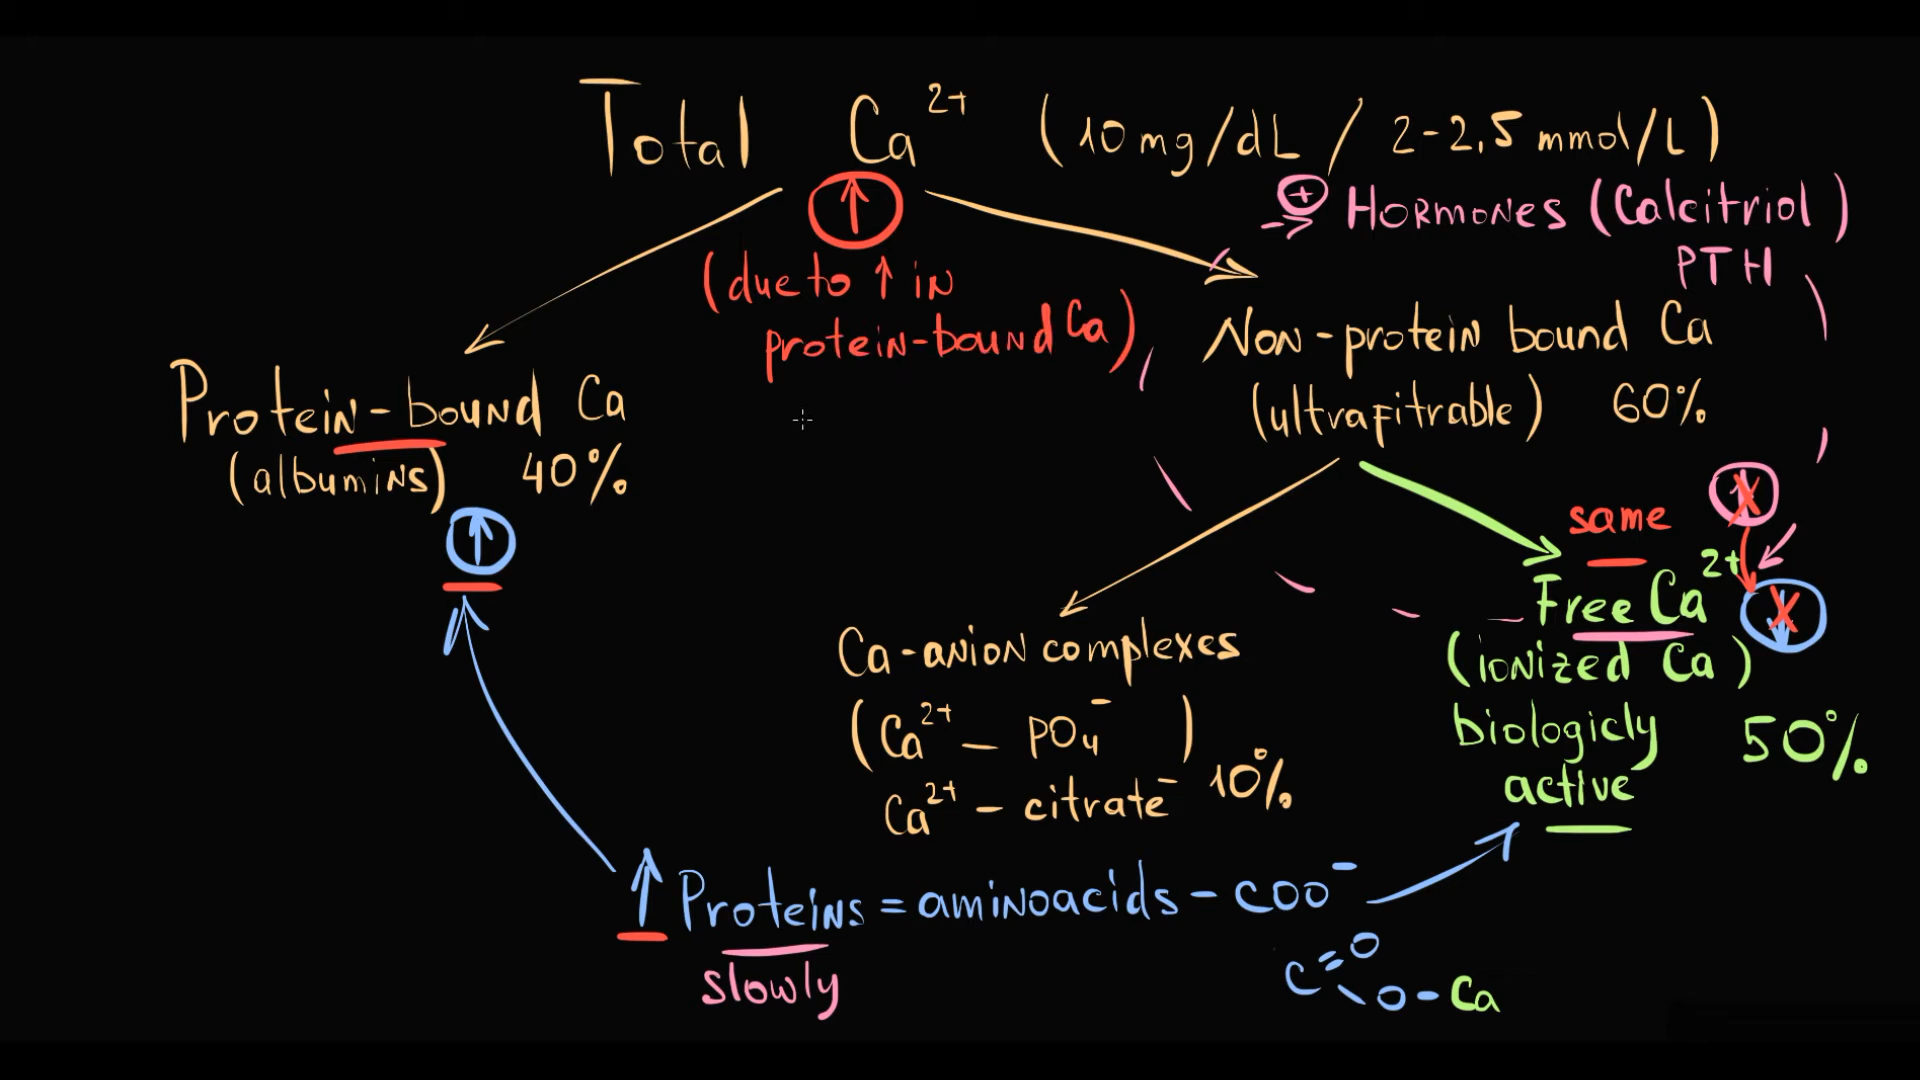 Total Ca²⁺ (10 mg/dL / 2-2,5 mmol/L)
↑
(due to ↑ in
protein-bound Ca)
⊕ HORMONES (Calcitriol)
PTH
Protein-bound Ca
(albumins) 40%
↑
Non-protein bound Ca
(ultrafitrable) 60%
same
Free Ca²⁺
(ionized Ca)
biologicly
active
50%
Ca-anion complexes
(Ca²⁺ – PO₄⁻)
Ca²⁺ – citrate⁻ 10%
↑ Proteins = aminoacids – COO⁻
slowly
C=O
O-Ca